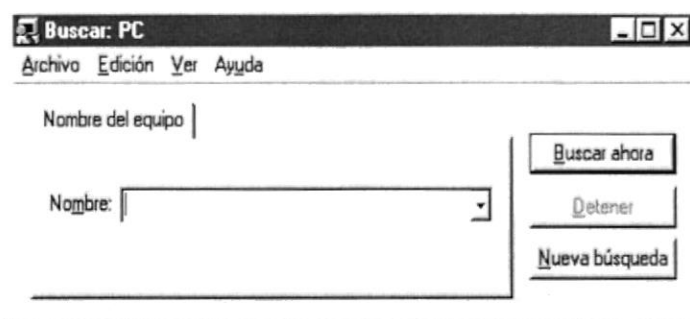 Buscar: PC
Archivo Edición Ver Ayuda
Nombre del equipo
Buscar ahora
Nombre:
Detener
Nueva búsqueda